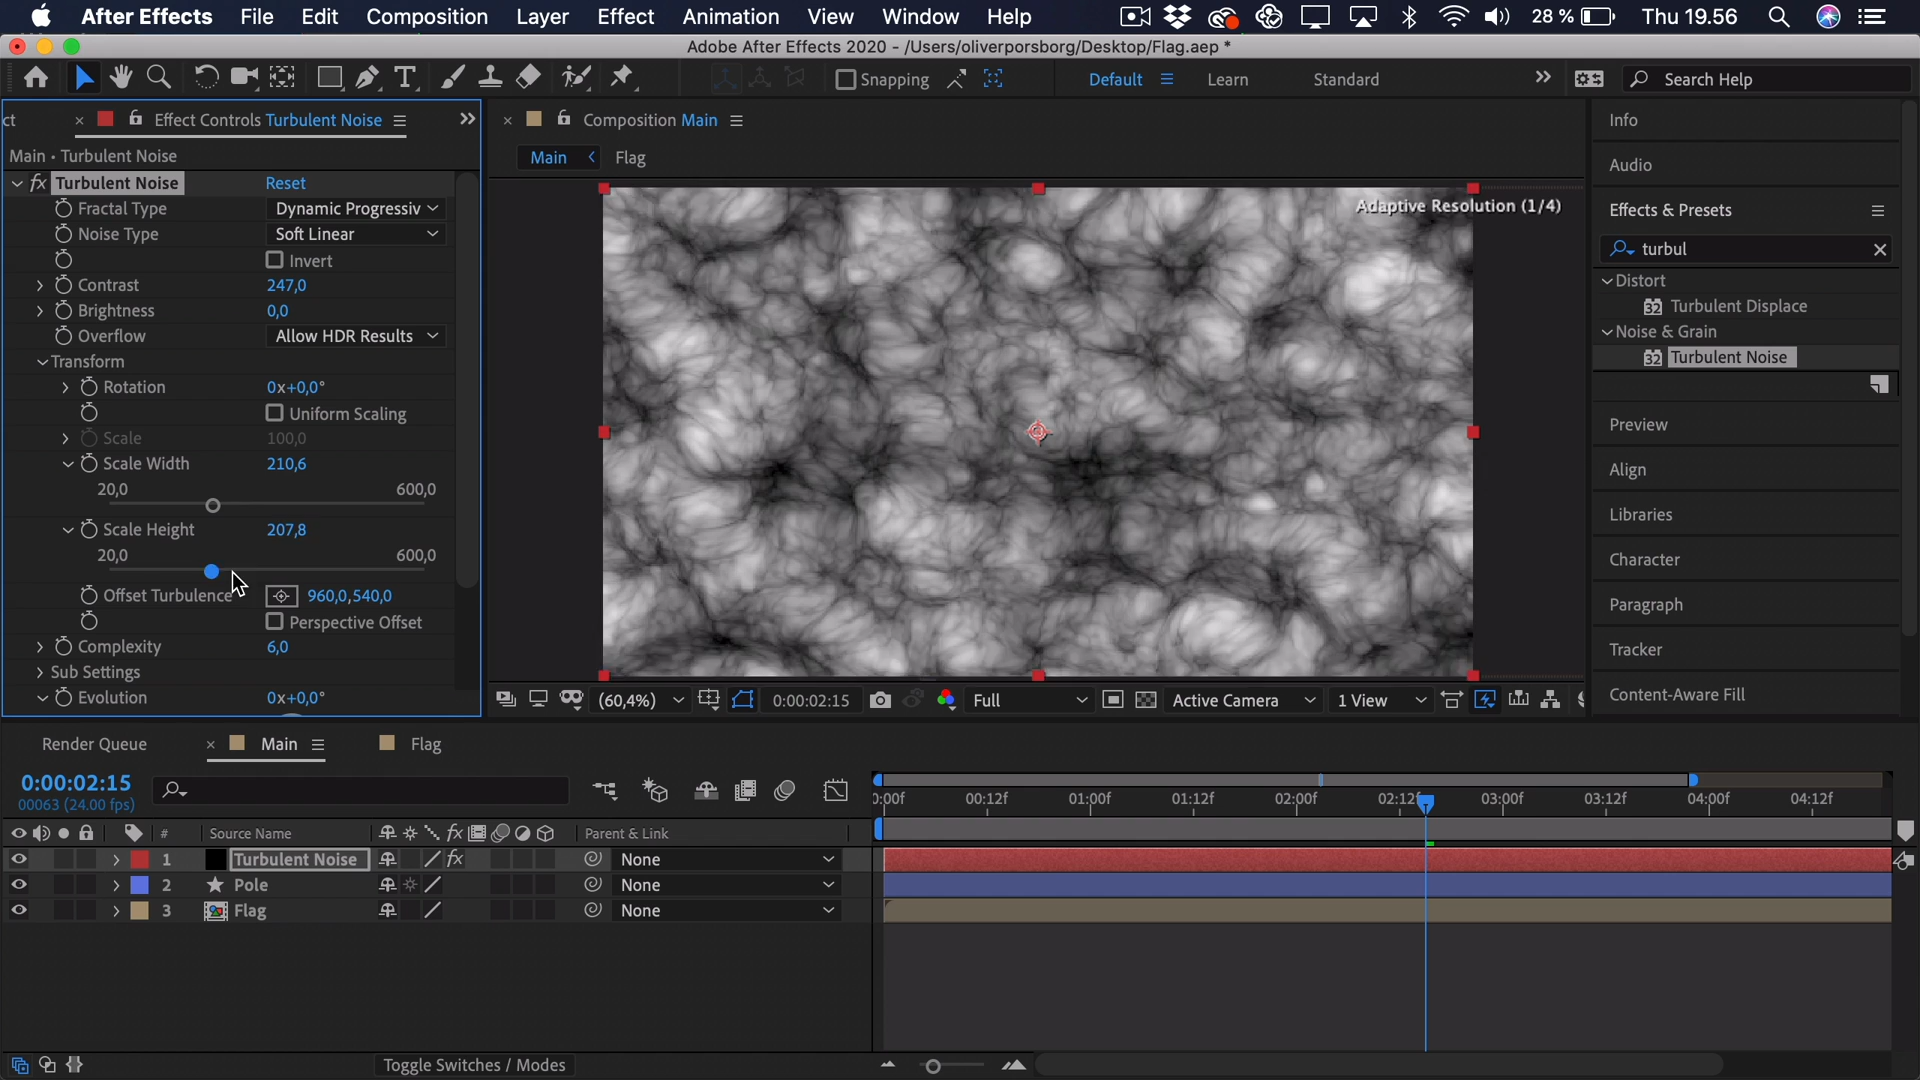 After Effects File Edit Composition Layer Effect Animation View Window Help 28 % Thu 19.56
Adobe After Effects 2020 - /Users/oliverporsborg/Desktop/Flag.aep *
Snapping Default Learn Standard Search Help
ct Effect Controls Turbulent Noise
Main • Turbulent Noise
fx Turbulent Noise Reset
Fractal Type Dynamic Progressiv
Noise Type Soft Linear
Invert
Contrast 247,0
Brightness 0,0
Overflow Allow HDR Results
Transform
Rotation 0x+0,0°
Uniform Scaling
Scale 100,0
Scale Width 210,6
20,0 600,0
Scale Height 207,8
20,0 600,0
Offset Turbulence 960,0,540,0
Perspective Offset
Complexity 6,0
Sub Settings
Evolution 0x+0,0°
Composition Main
Main Flag
Adaptive Resolution (1/4)
(60,4%) 0:00:02:15 Full Active Camera 1 View
Info
Audio
Effects & Presets
turbul
Distort
32 Turbulent Displace
Noise & Grain
32 Turbulent Noise
Preview
Align
Libraries
Character
Paragraph
Tracker
Content-Aware Fill
Render Queue Main Flag
0:00:02:15
00063 (24.00 fps)
0:00f 00:12f 01:00f 01:12f 02:00f 02:12f 03:00f 03:12f 04:00f 04:12f
# Source Name fx Parent & Link
1 Turbulent Noise fx None
2 Pole None
3 Flag None
Toggle Switches / Modes